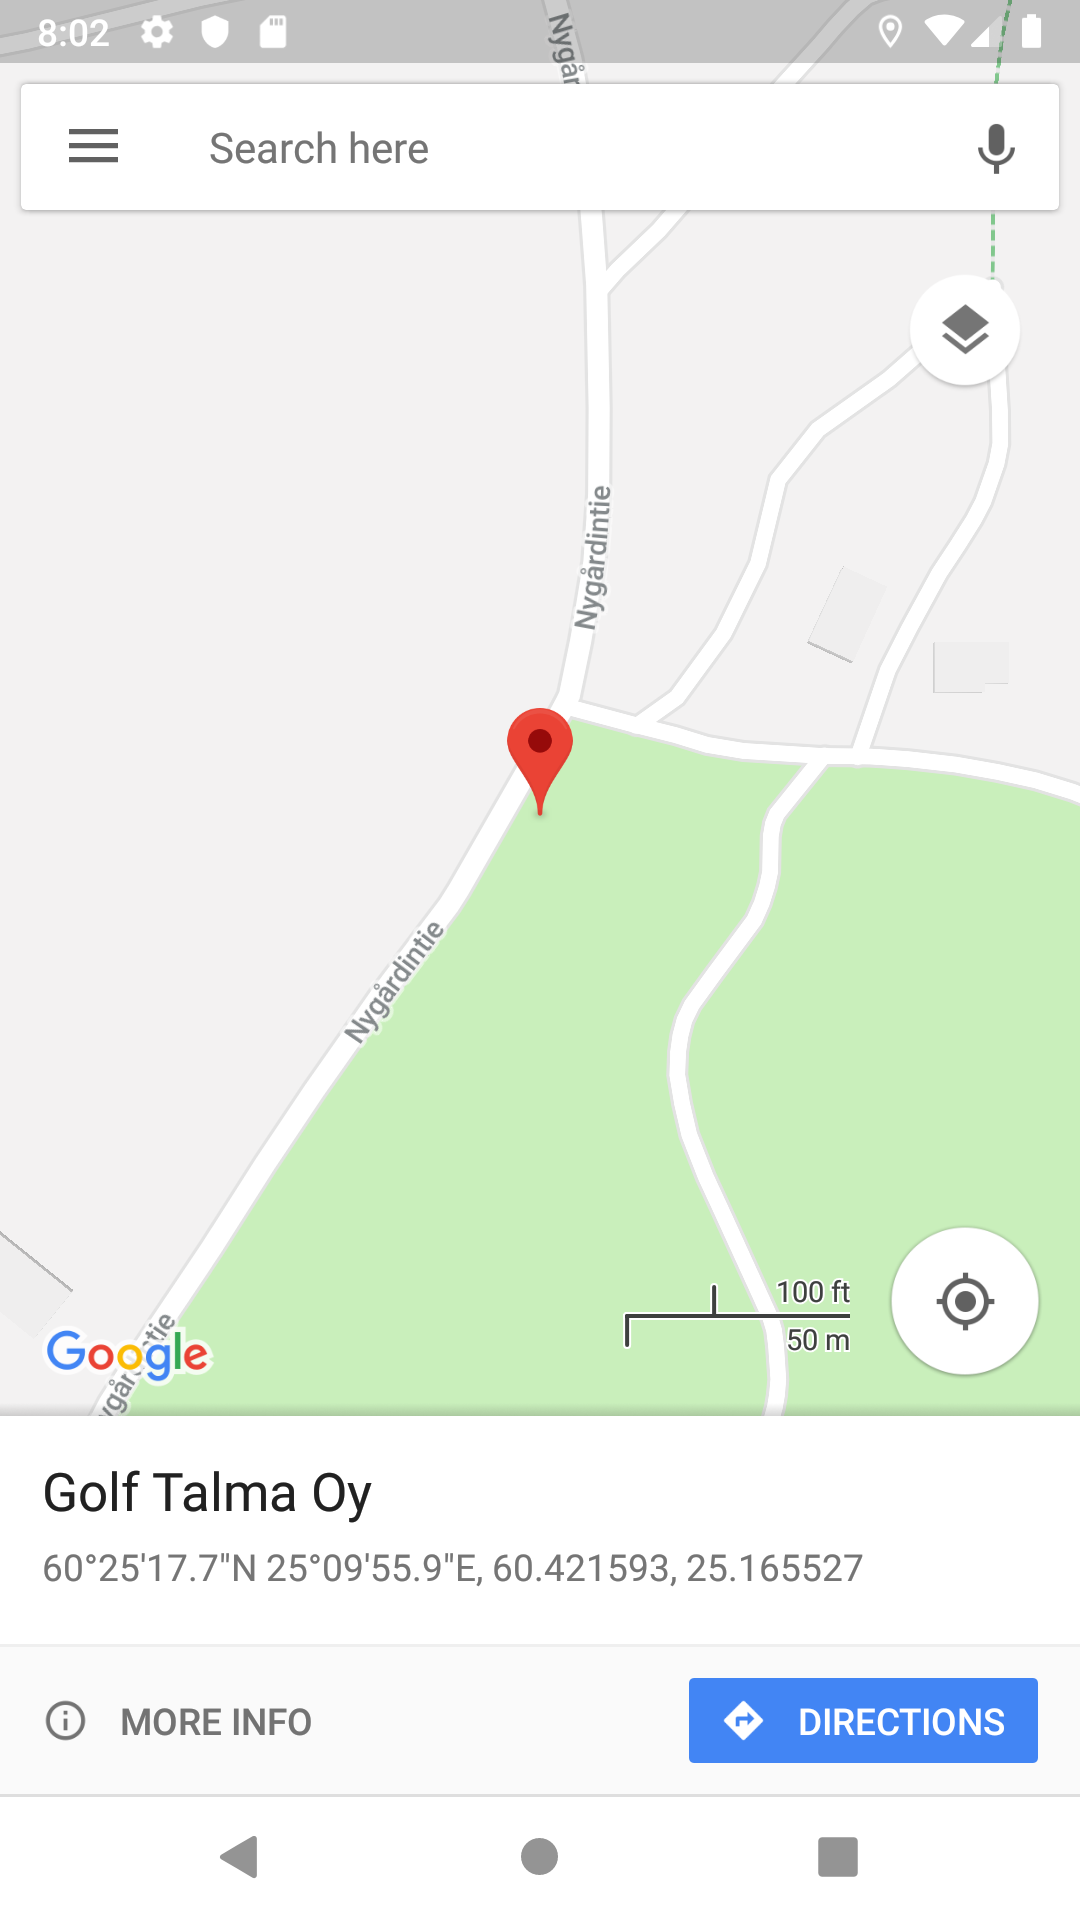 8:02
Nygår
Search here
Nygårdintie
Nygårdintie
ygårdintie
100 ft
50 m
Google
Golf Talma Oy
60°25'17.7"N 25°09'55.9"E, 60.421593, 25.165527
MORE INFO
DIRECTIONS